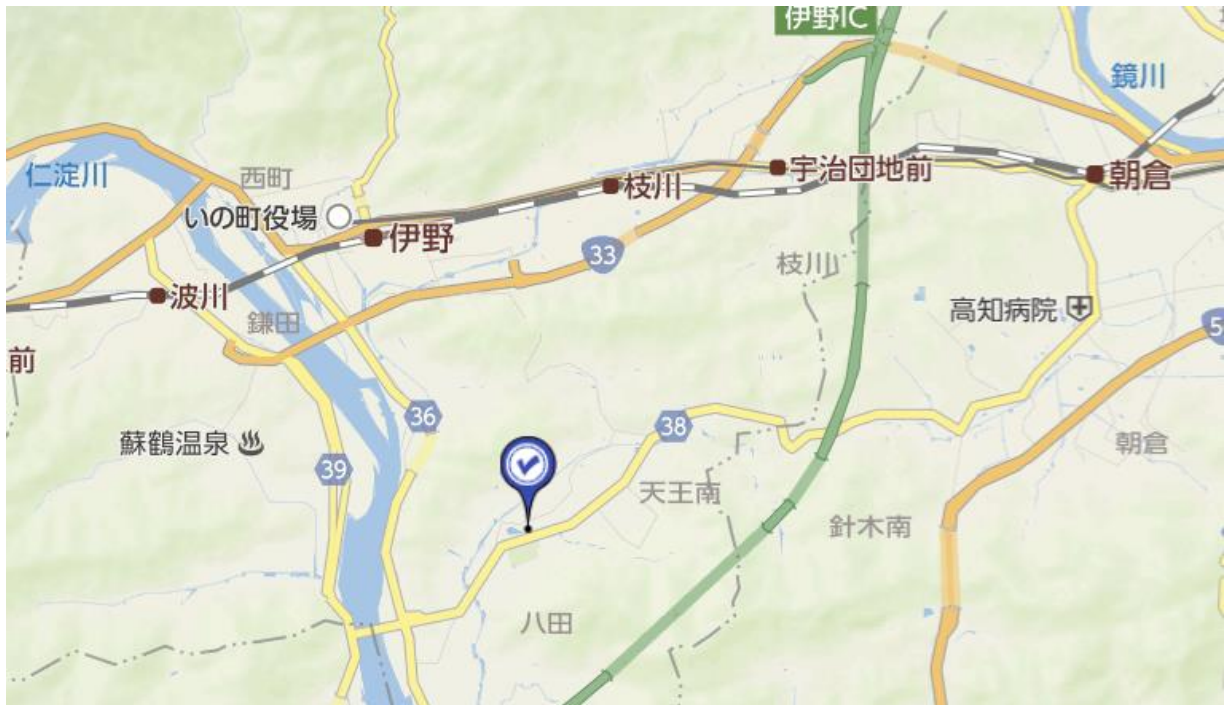 伊野IC
鏡川
仁淀川
西町
いの町役場
伊野
枝川
宇治団地前
朝倉
33
枝川
波川
鎌田
高知病院
5
前
36
38
蘇鶴温泉
39
天王南
朝倉
針木南
八田